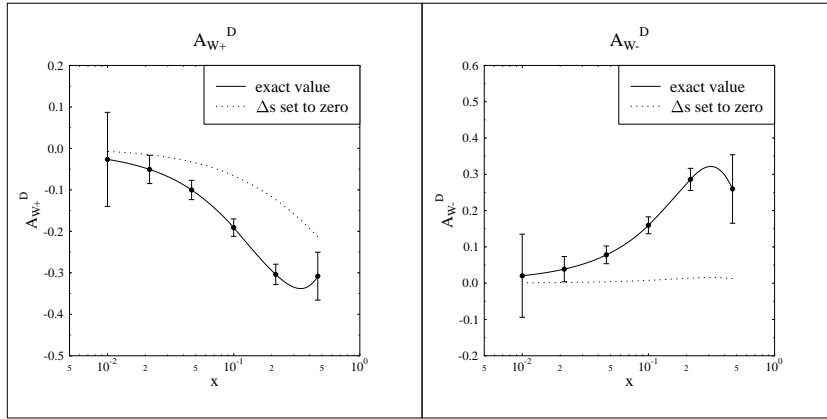 A_{W+}^{D}
exact value
Δs set to zero
A_{W+}^{D}
0.2
0.1
0.0
-0.1
-0.2
-0.3
-0.4
-0.5
5 10^{-2} 2 5 10^{-1} 2 5 10^{0}
x
A_{W-}^{D}
exact value
Δs set to zero
A_{W-}^{D}
0.6
0.5
0.4
0.3
0.2
0.1
0.0
-0.1
-0.2
5 10^{-2} 2 5 10^{-1} 2 5 10^{0}
x